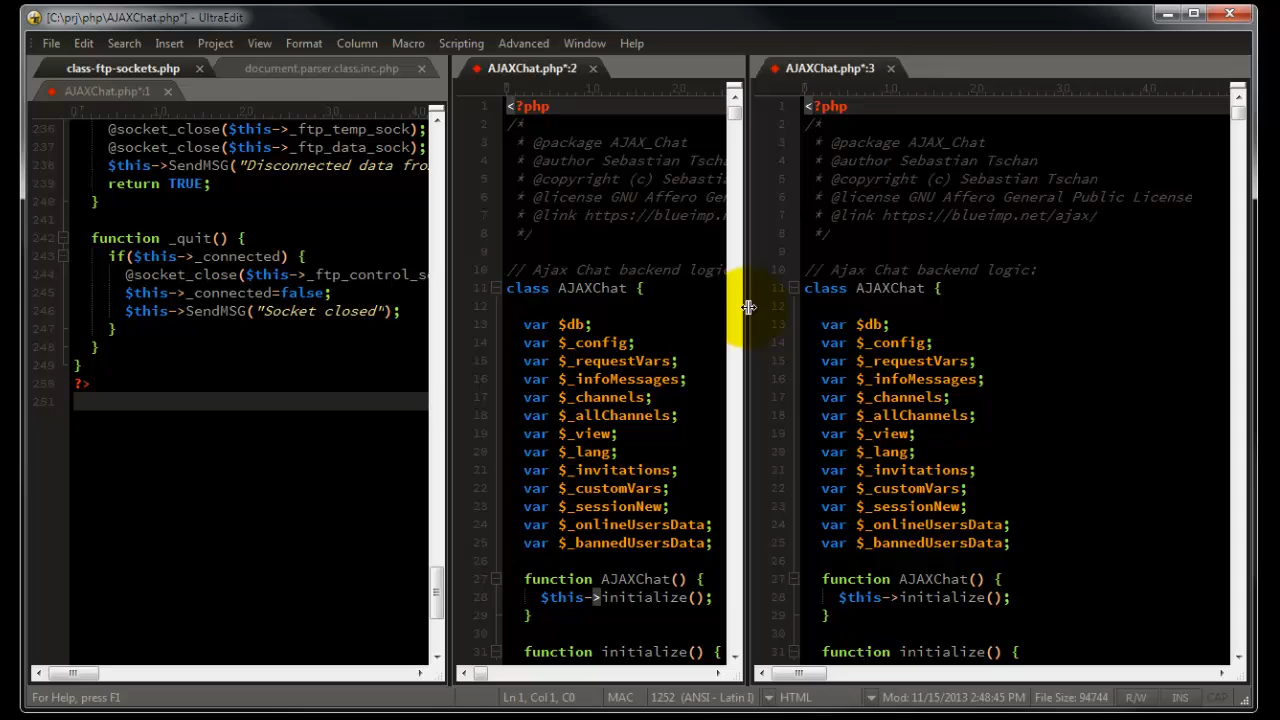 [C:\prj\php\AJAXChat.php*] - UltraEdit
File Edit Search Insert Project View Format Column Macro Scripting Advanced Window Help
class-ftp-sockets.php
document.parser.class.inc.php
AJAXChat.php*:1
236 @socket_close($this->_ftp_temp_sock);
237 @socket_close($this->_ftp_data_sock);
238 $this->SendMSG("Disconnected data fro
239 return TRUE;
240 }
241
242 function _quit() {
243 if($this->_connected) {
244 @socket_close($this->_ftp_control_s
245 $this->_connected=false;
246 $this->SendMSG("Socket closed");
247 }
248 }
249 }
250 ?>
251
AJAXChat.php*:2
1 <?php
2 /*
3 * @package AJAX_Chat
4 * @author Sebastian Tscha
5 * @copyright (c) Sebastia
6 * @license GNU Affero Gen
7 * @link https://blueimp.n
8 */
9
10 // Ajax Chat backend logic
11 class AJAXChat {
12
13 var $db;
14 var $_config;
15 var $_requestVars;
16 var $_infoMessages;
17 var $_channels;
18 var $_allChannels;
19 var $_view;
20 var $_lang;
21 var $_invitations;
22 var $_customVars;
23 var $_sessionNew;
24 var $_onlineUsersData;
25 var $_bannedUsersData;
26
27 function AJAXChat() {
28 $this->initialize();
29 }
30
31 function initialize() {
AJAXChat.php*:3
1 <?php
2 /*
3 * @package AJAX_Chat
4 * @author Sebastian Tschan
5 * @copyright (c) Sebastian Tschan
6 * @license GNU Affero General Public License
7 * @link https://blueimp.net/ajax/
8 */
9
10 // Ajax Chat backend logic:
11 class AJAXChat {
12
13 var $db;
14 var $_config;
15 var $_requestVars;
16 var $_infoMessages;
17 var $_channels;
18 var $_allChannels;
19 var $_view;
20 var $_lang;
21 var $_invitations;
22 var $_customVars;
23 var $_sessionNew;
24 var $_onlineUsersData;
25 var $_bannedUsersData;
26
27 function AJAXChat() {
28 $this->initialize();
29 }
30
31 function initialize() {
For Help, press F1 Ln 1, Col 1, C0 MAC 1252 (ANSI - Latin I) HTML Mod: 11/15/2013 2:48:45 PM File Size: 94744 R/W INS CAP